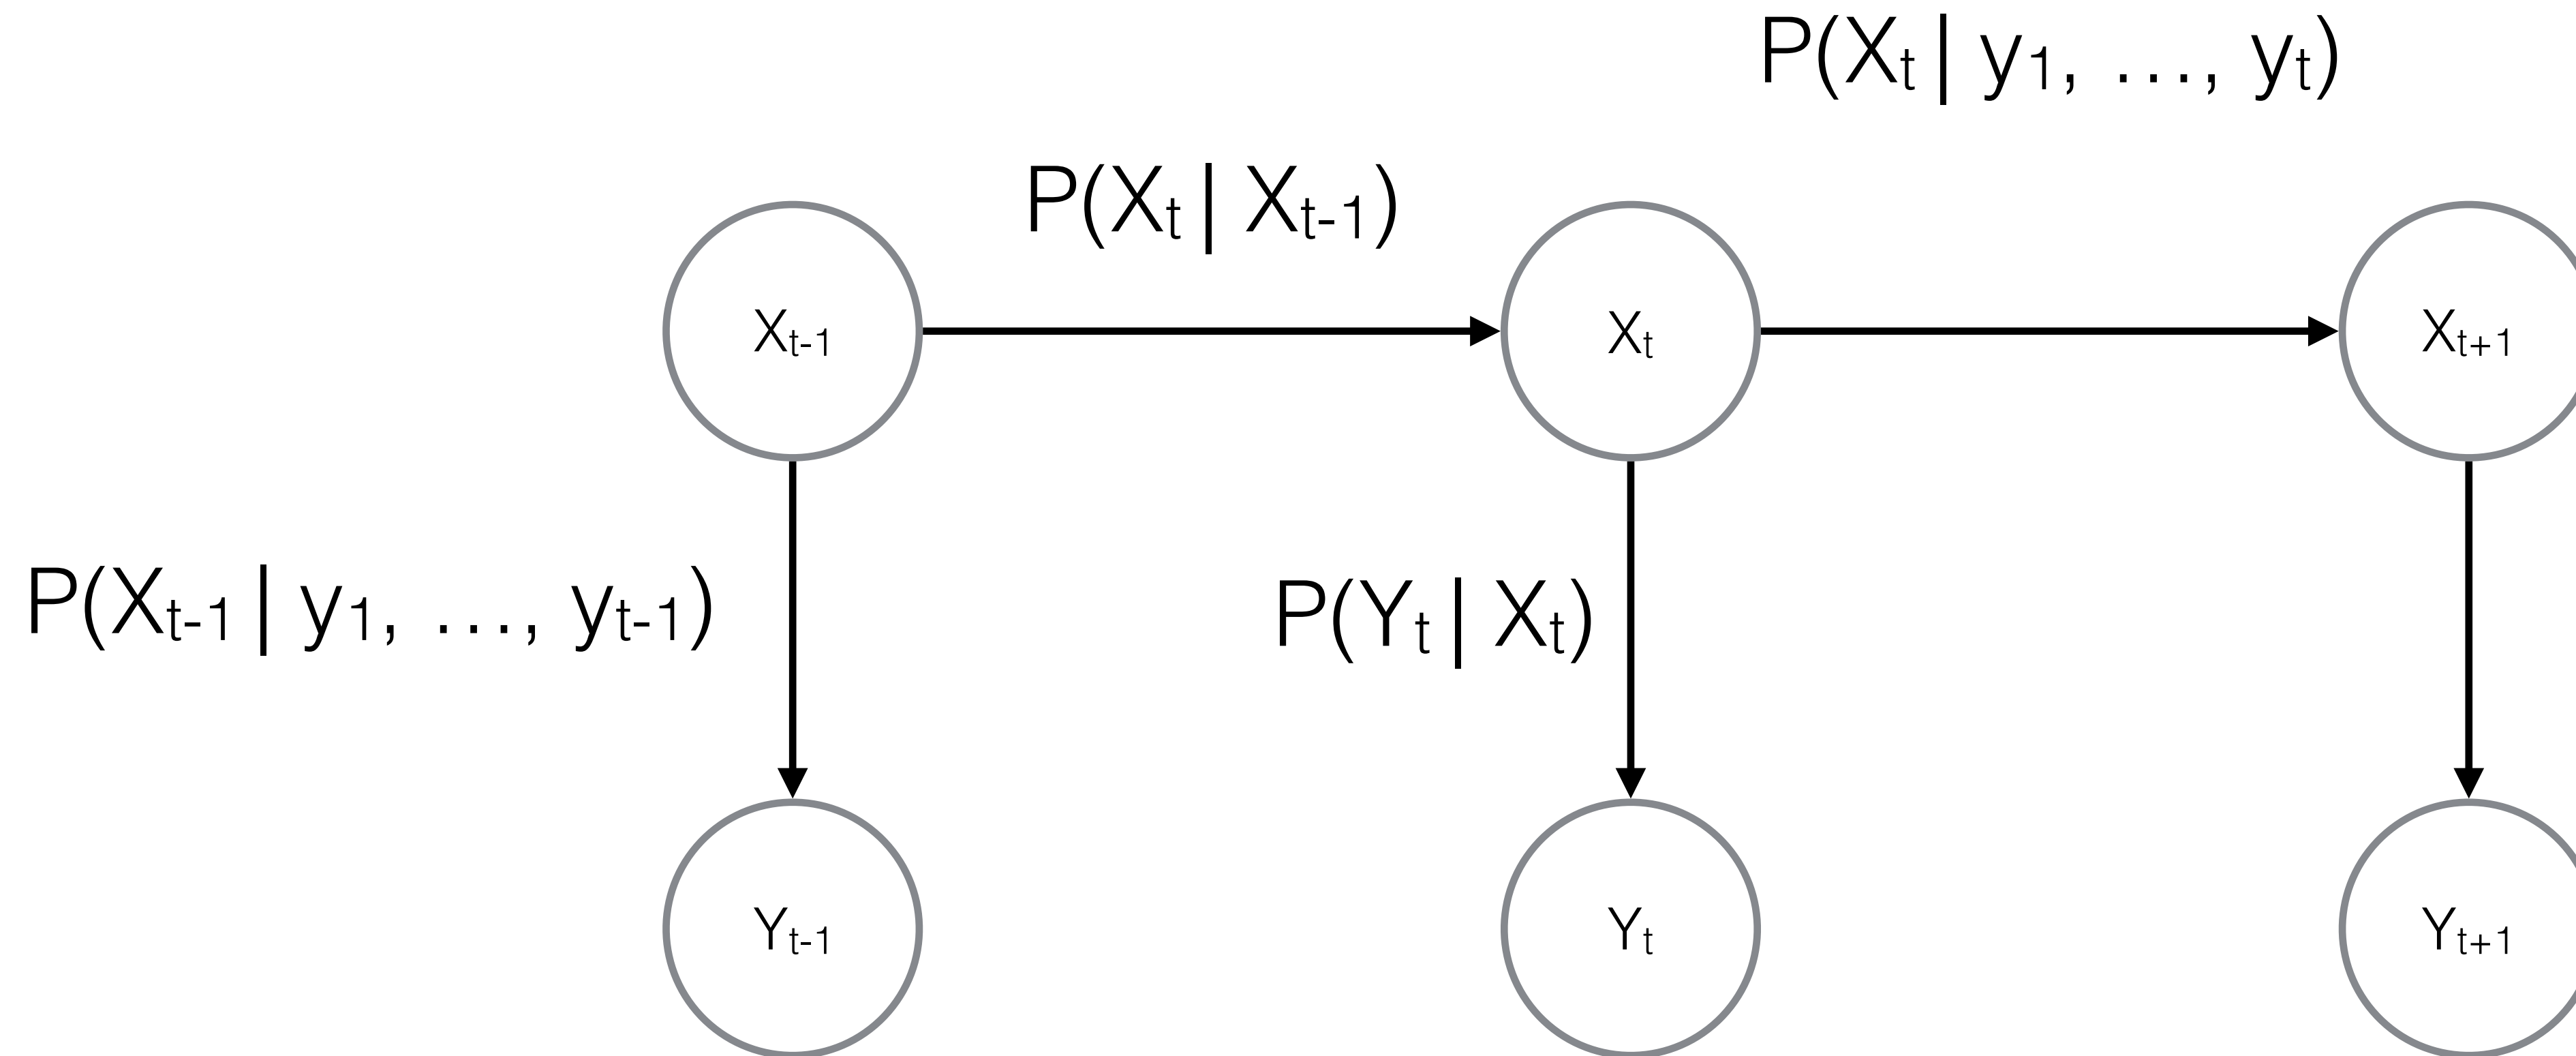 P(Xt | y1, …, yt)
P(Xt | Xt-1)
Xt-1
Xt
Xt+1
P(Xt-1 | y1, …, yt-1)
P(Yt | Xt)
Yt-1
Yt
Yt+1